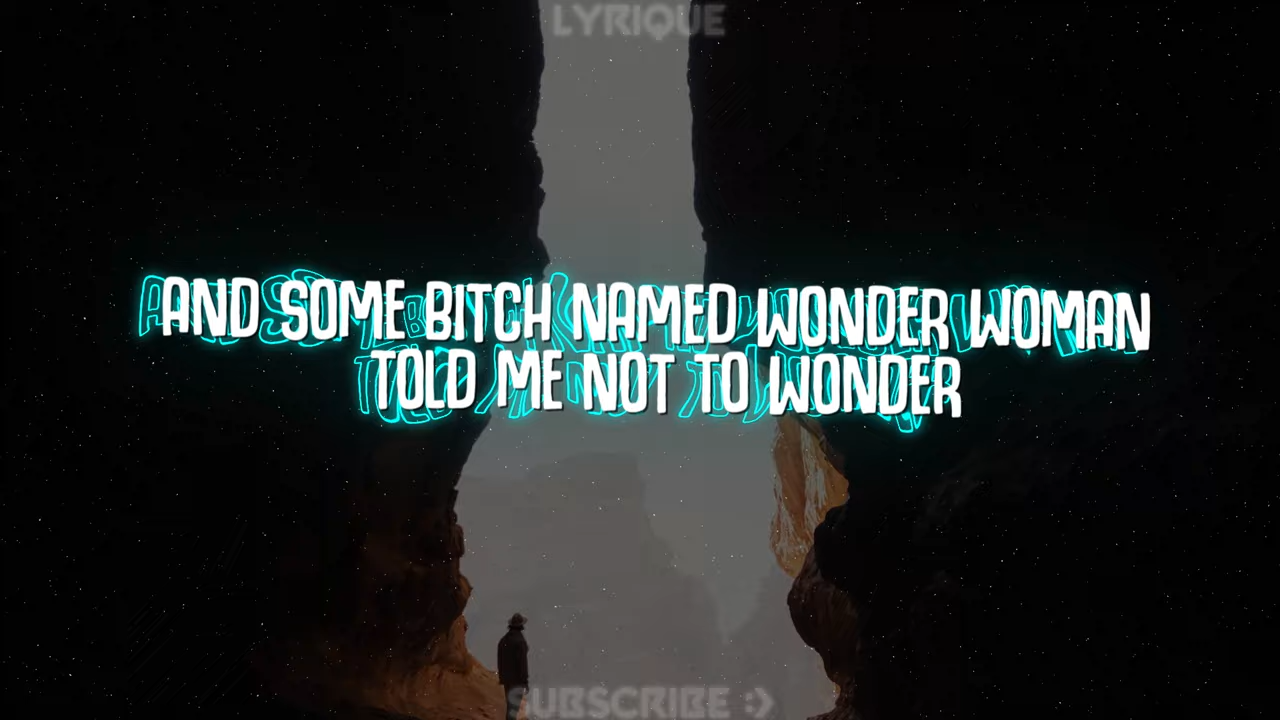 LYRIQUE
AND SOME BITCH NAMED WONDER WOMAN
TOLD ME NOT TO WONDER
SUBSCRIBE :)